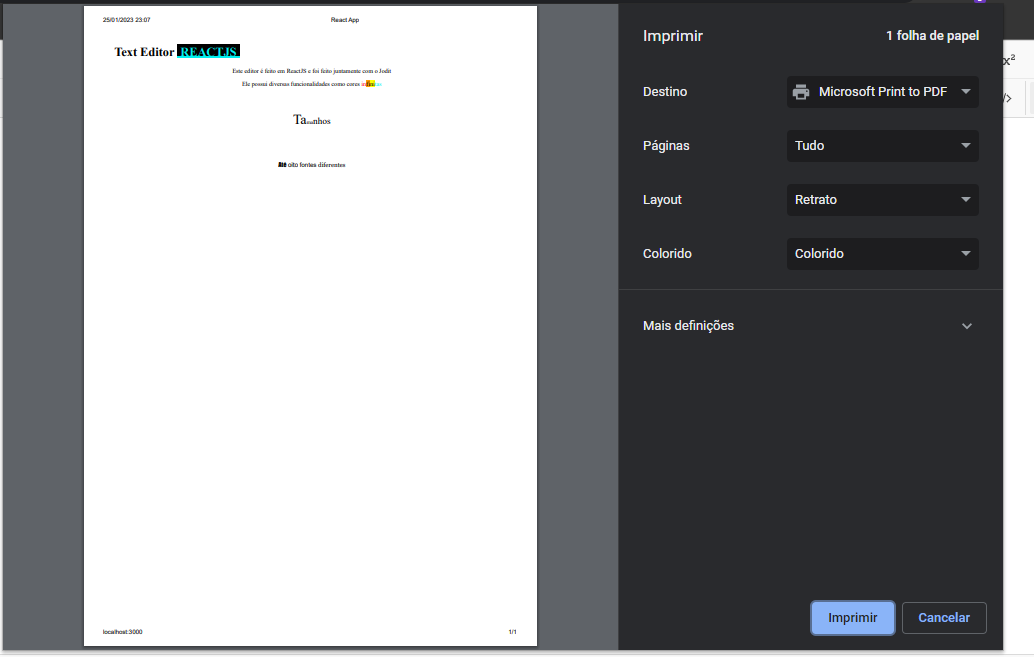 25/01/2023 23:07
React App
Text Editor REACTJS
Este editor é feito em ReactJS e foi feito juntamente com o Jodit
Ele possui diversas funcionalidades como cores
Tamanhos
Até oito fontes diferentes
localhost:3000
1/1
Imprimir
1 folha de papel
Destino
Microsoft Print to PDF
Páginas
Tudo
Layout
Retrato
Colorido
Colorido
Mais definições
Imprimir
Cancelar
x²
/>